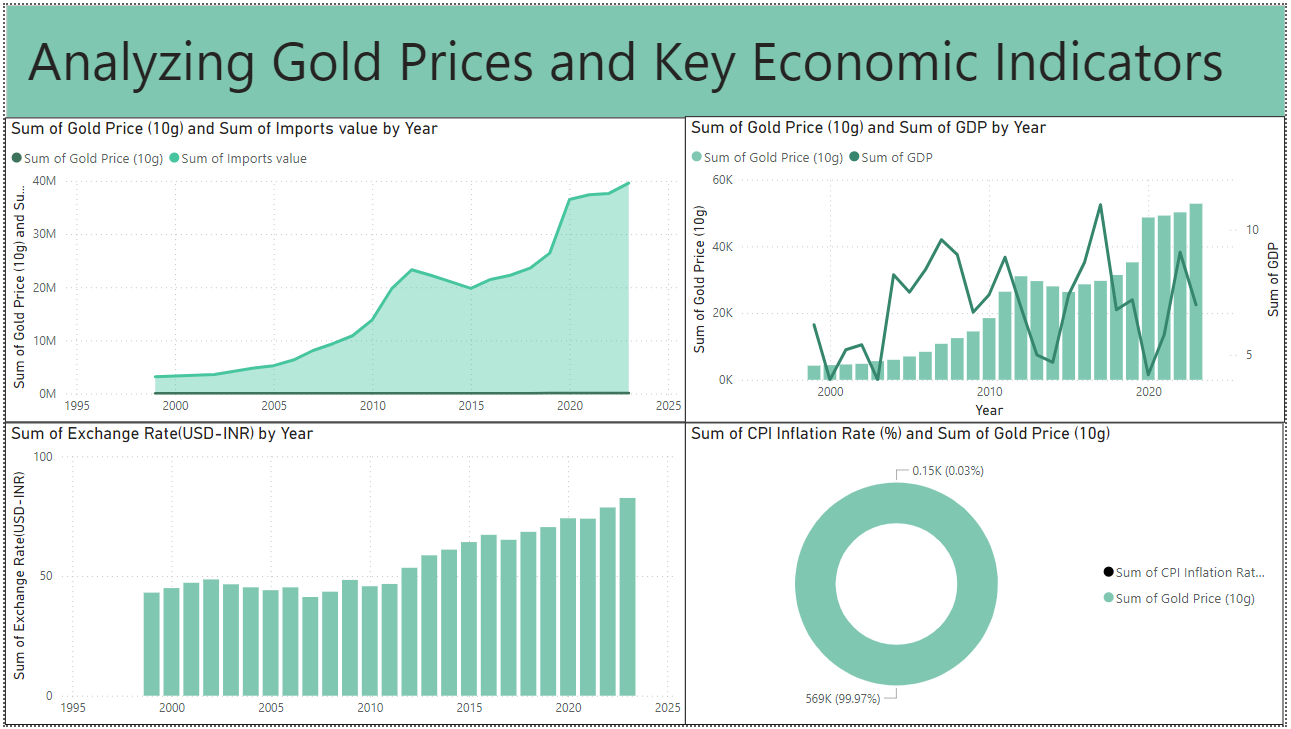 Analyzing Gold Prices and Key Economic Indicators
Sum of Gold Price (10g) and Sum of Imports value by Year
Sum of Gold Price (10g) Sum of Imports value
Sum of Gold Price (10g) and Su...
40M
30M
20M
10M
0M
1995 2000 2005 2010 2015 2020 2025
Sum of Gold Price (10g) and Sum of GDP by Year
Sum of Gold Price (10g) Sum of GDP
Sum of Gold Price (10g)
60K
40K
20K
0K
10
5
Sum of GDP
2000 2010 2020
Year
Sum of Exchange Rate(USD-INR) by Year
Sum of Exchange Rate(USD-INR)
100
50
0
1995 2000 2005 2010 2015 2020 2025
Sum of CPI Inflation Rate (%) and Sum of Gold Price (10g)
0.15K (0.03%)
569K (99.97%)
Sum of CPI Inflation Rat...
Sum of Gold Price (10g)